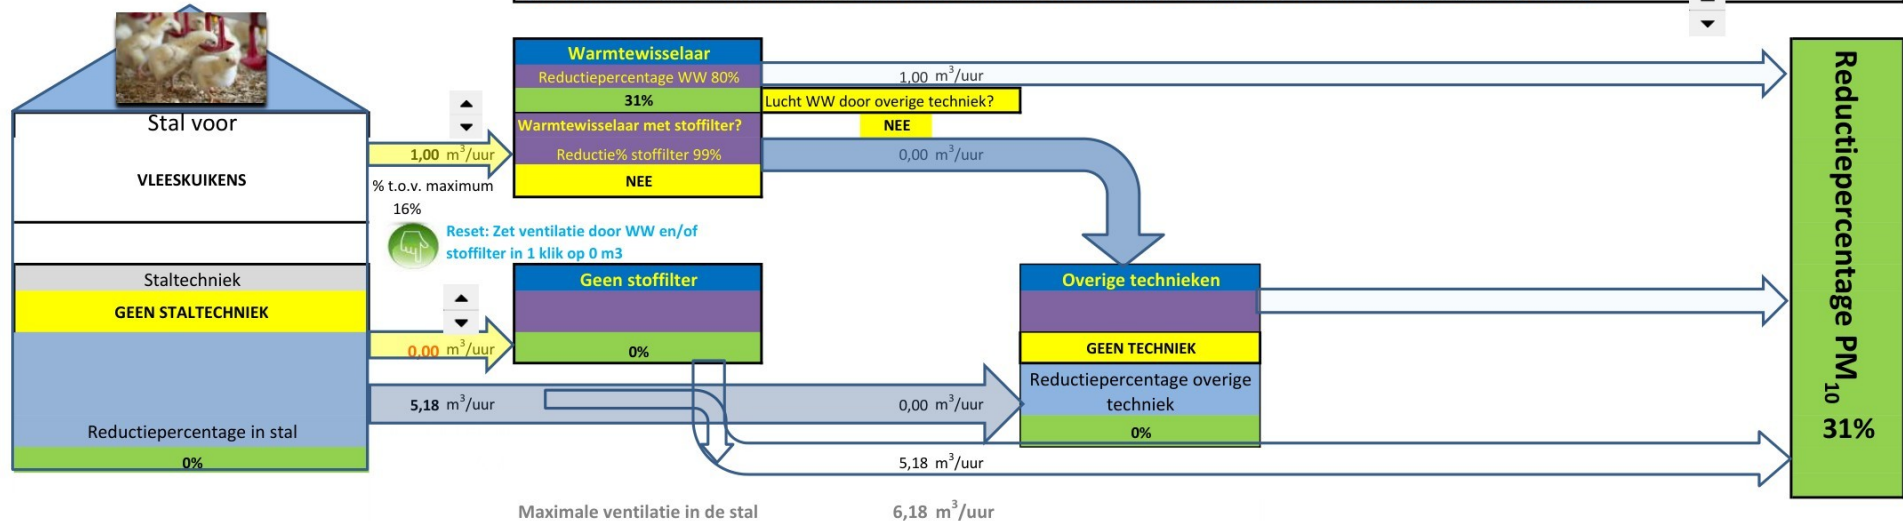 Stal voor
VLEESKUIKENS
Staltechniek
GEEN STALTECHNIEK
Reductiepercentage in stal
0%
1,00 m³/uur
% t.o.v. maximum
16%
Reset: Zet ventilatie door WW en/of
stoffilter in 1 klik op 0 m3
0,00 m³/uur
5,18 m³/uur
Warmtewisselaar
Reductiepercentage WW 80%
31%
Warmtewisselaar met stoffilter?
Reductie% stoffilter 99%
NEE
Geen stoffilter
0%
1,00 m³/uur
Lucht WW door overige techniek?
NEE
0,00 m³/uur
0,00 m³/uur
5,18 m³/uur
Overige technieken
GEEN TECHNIEK
Reductiepercentage overige
techniek
0%
Maximale ventilatie in de stal 6,18 m³/uur
Reductiepercentage PM₁₀
31%